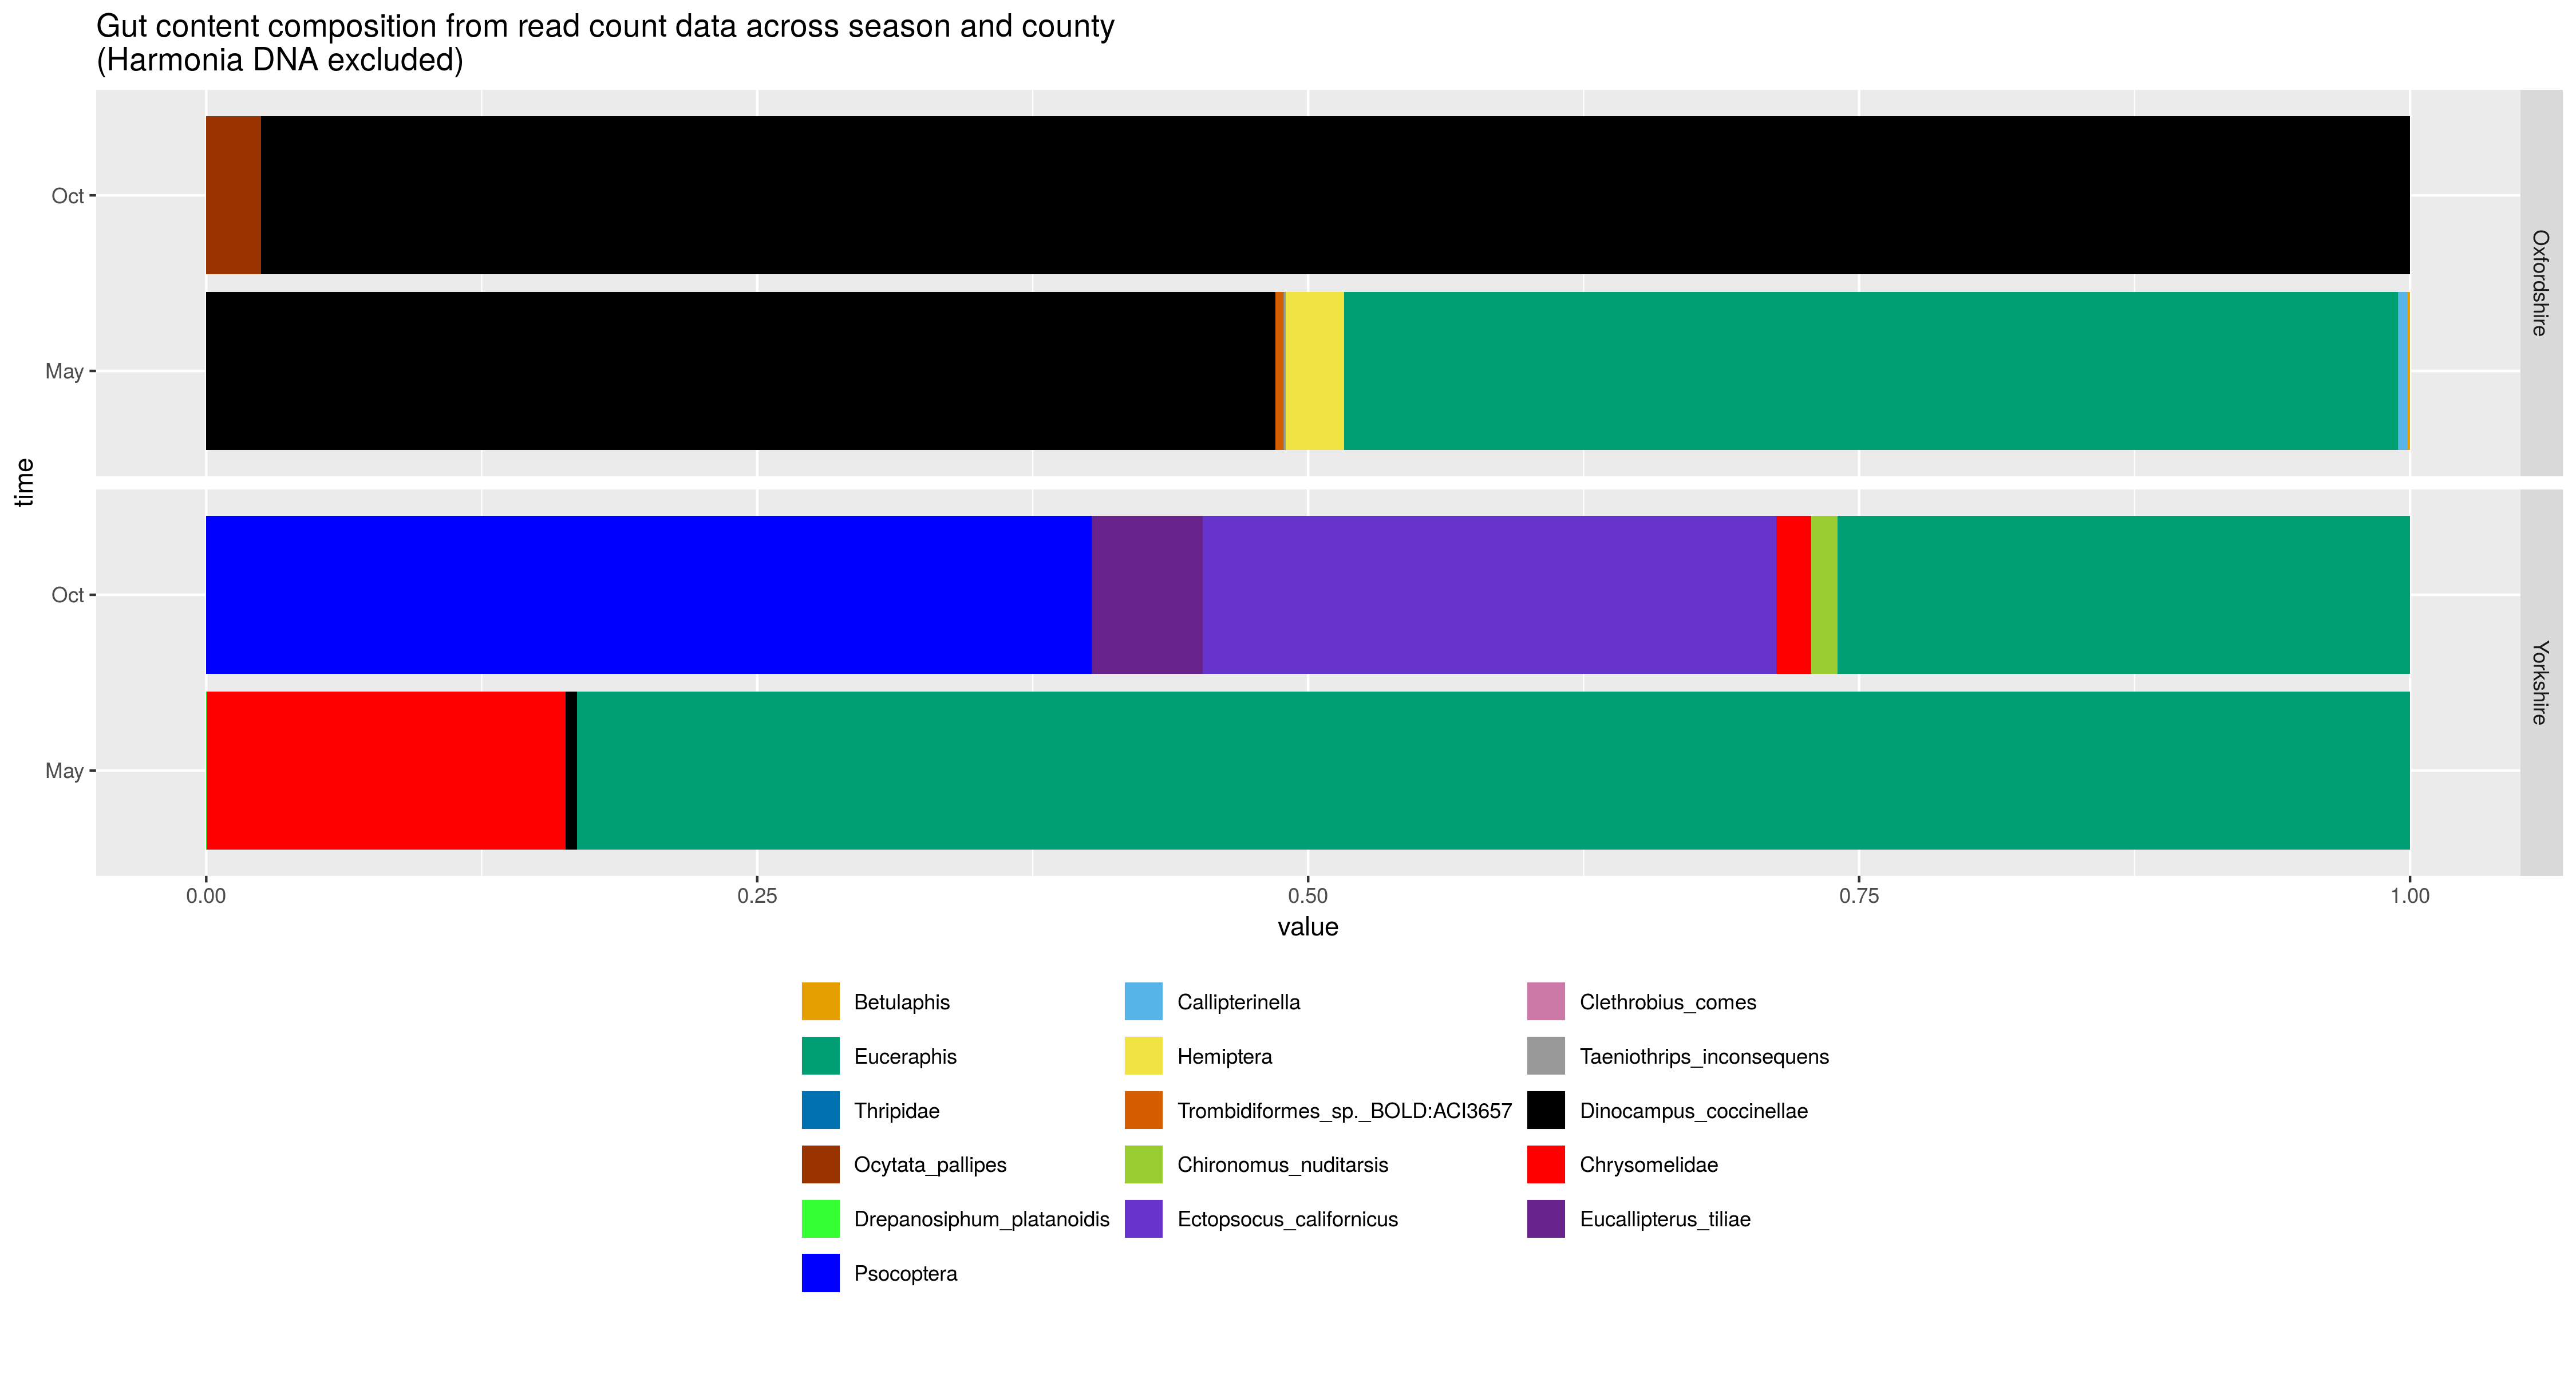 Gut content composition from read count data across season and county
(Harmonia DNA excluded)
Oct
May
Oxfordshire
time
Oct
May
Yorkshire
0.00 0.25 0.50 0.75 1.00
value
Betulaphis Callipterinella Clethrobius_comes
Euceraphis Hemiptera Taeniothrips_inconsequens
Thripidae Trombidiformes_sp._BOLD:ACI3657 Dinocampus_coccinellae
Ocytata_pallipes Chironomus_nuditarsis Chrysomelidae
Drepanosiphum_platanoidis Ectopsocus_californicus Eucallipterus_tiliae
Psocoptera